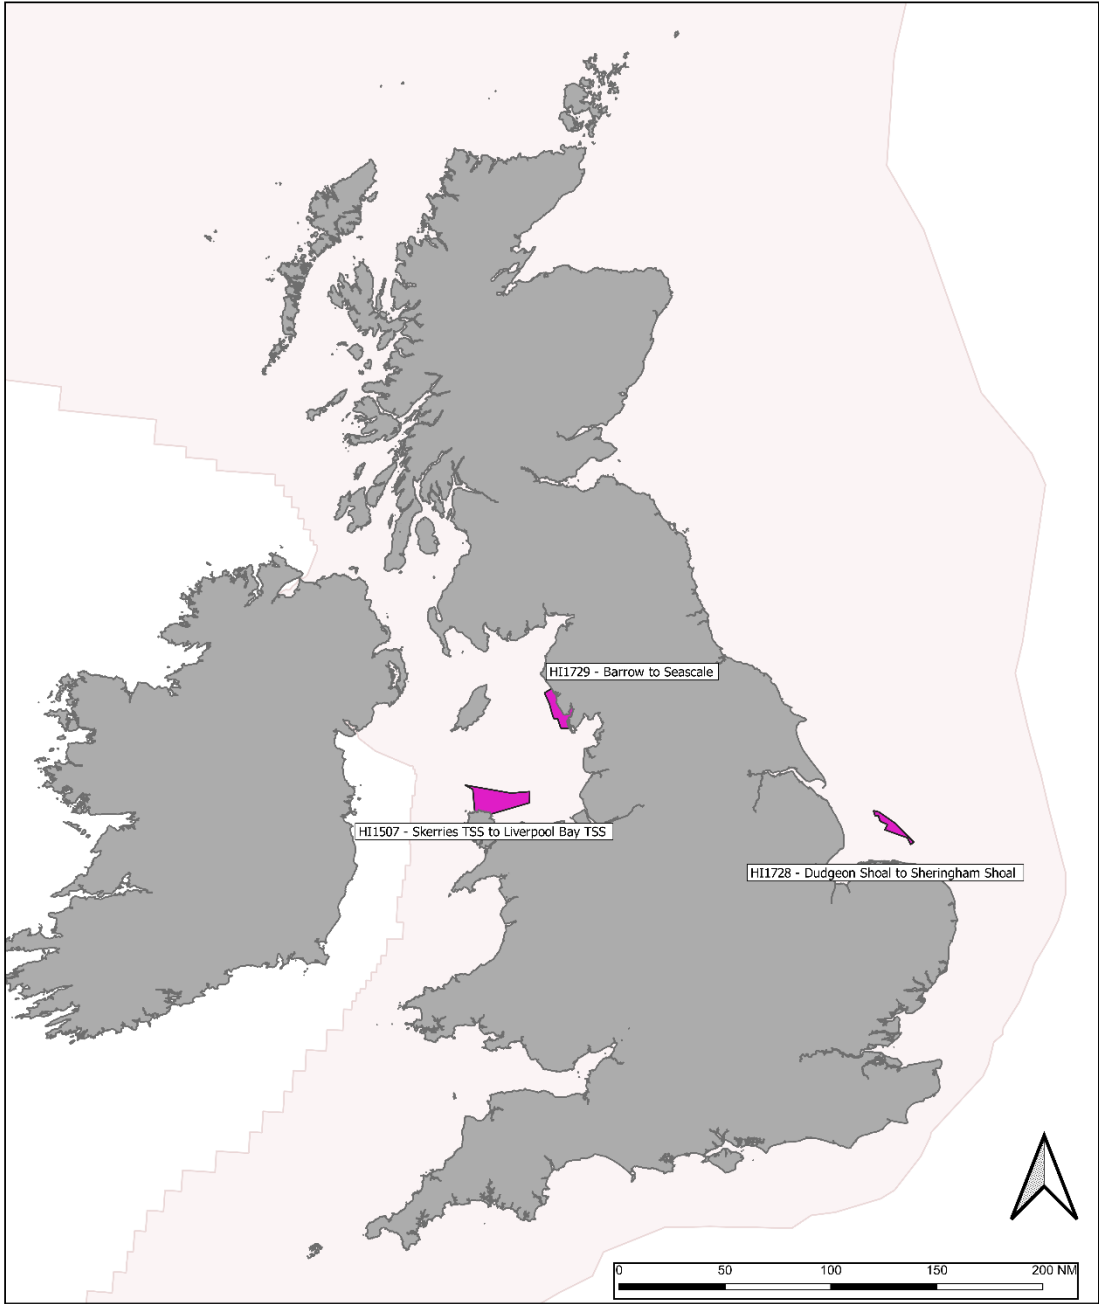 HI1729 - Barrow to Seascale
HI1507 - Skerries TSS to Liverpool Bay TSS
HI1728 - Dudgeon Shoal to Sheringham Shoal
0 50 100 150 200 NM